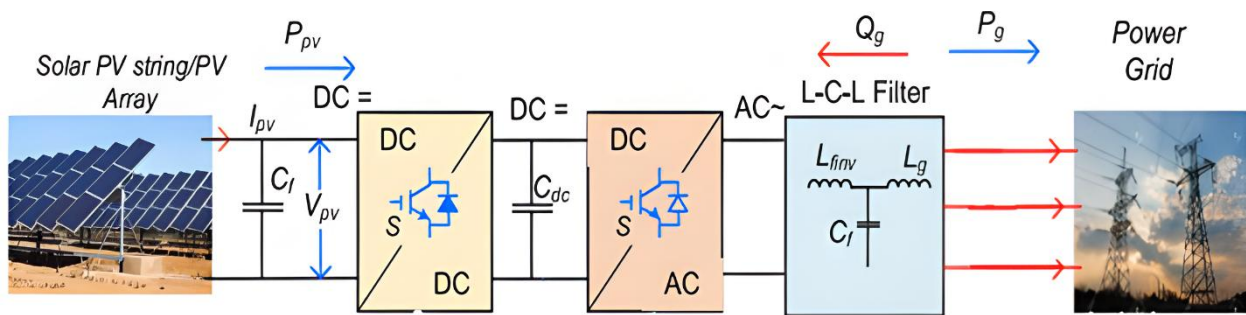 Solar PV string/PV
Array
P_pv
DC =
I_pv
C_f
V_pv
DC
S
DC
DC =
C_dc
DC
S
AC
AC~
Q_g
P_g
L-C-L Filter
L_finv
L_g
C_f
Power
Grid